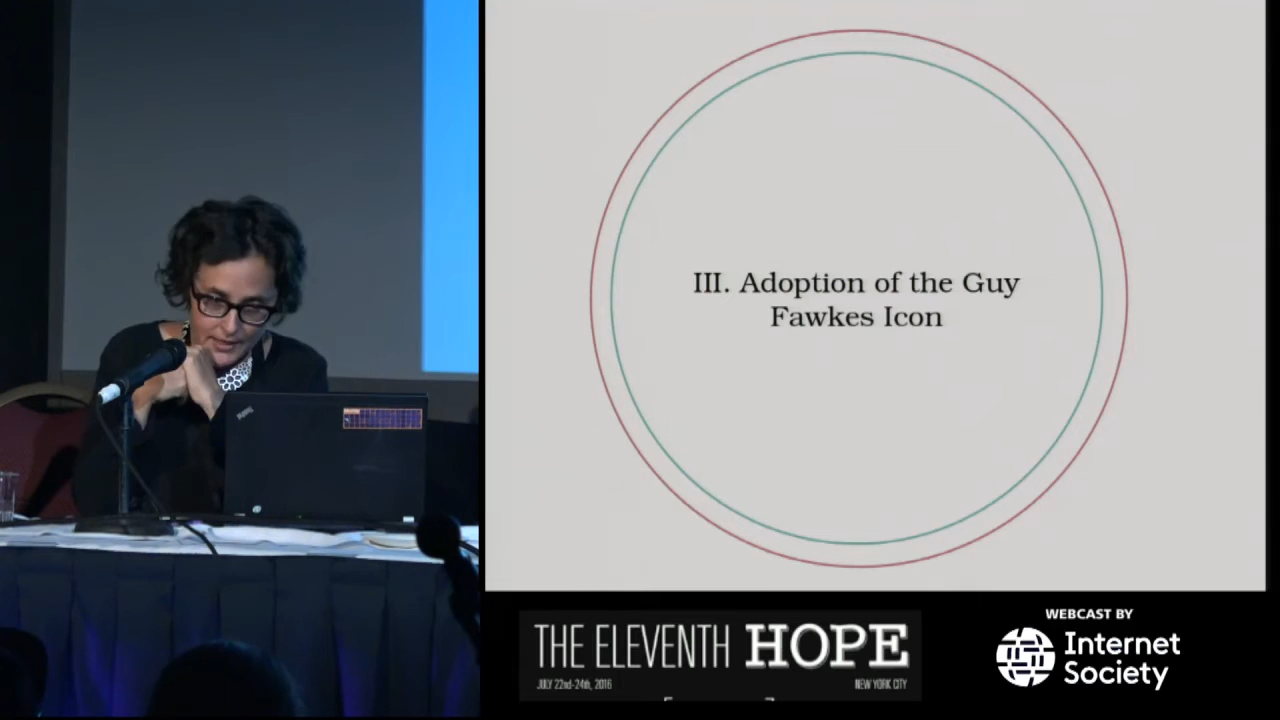 III. Adoption of the Guy
Fawkes Icon
THE ELEVENTH HOPE
JULY 22nd-24th, 2016
NEW YORK CITY
WEBCAST BY
Internet
Society